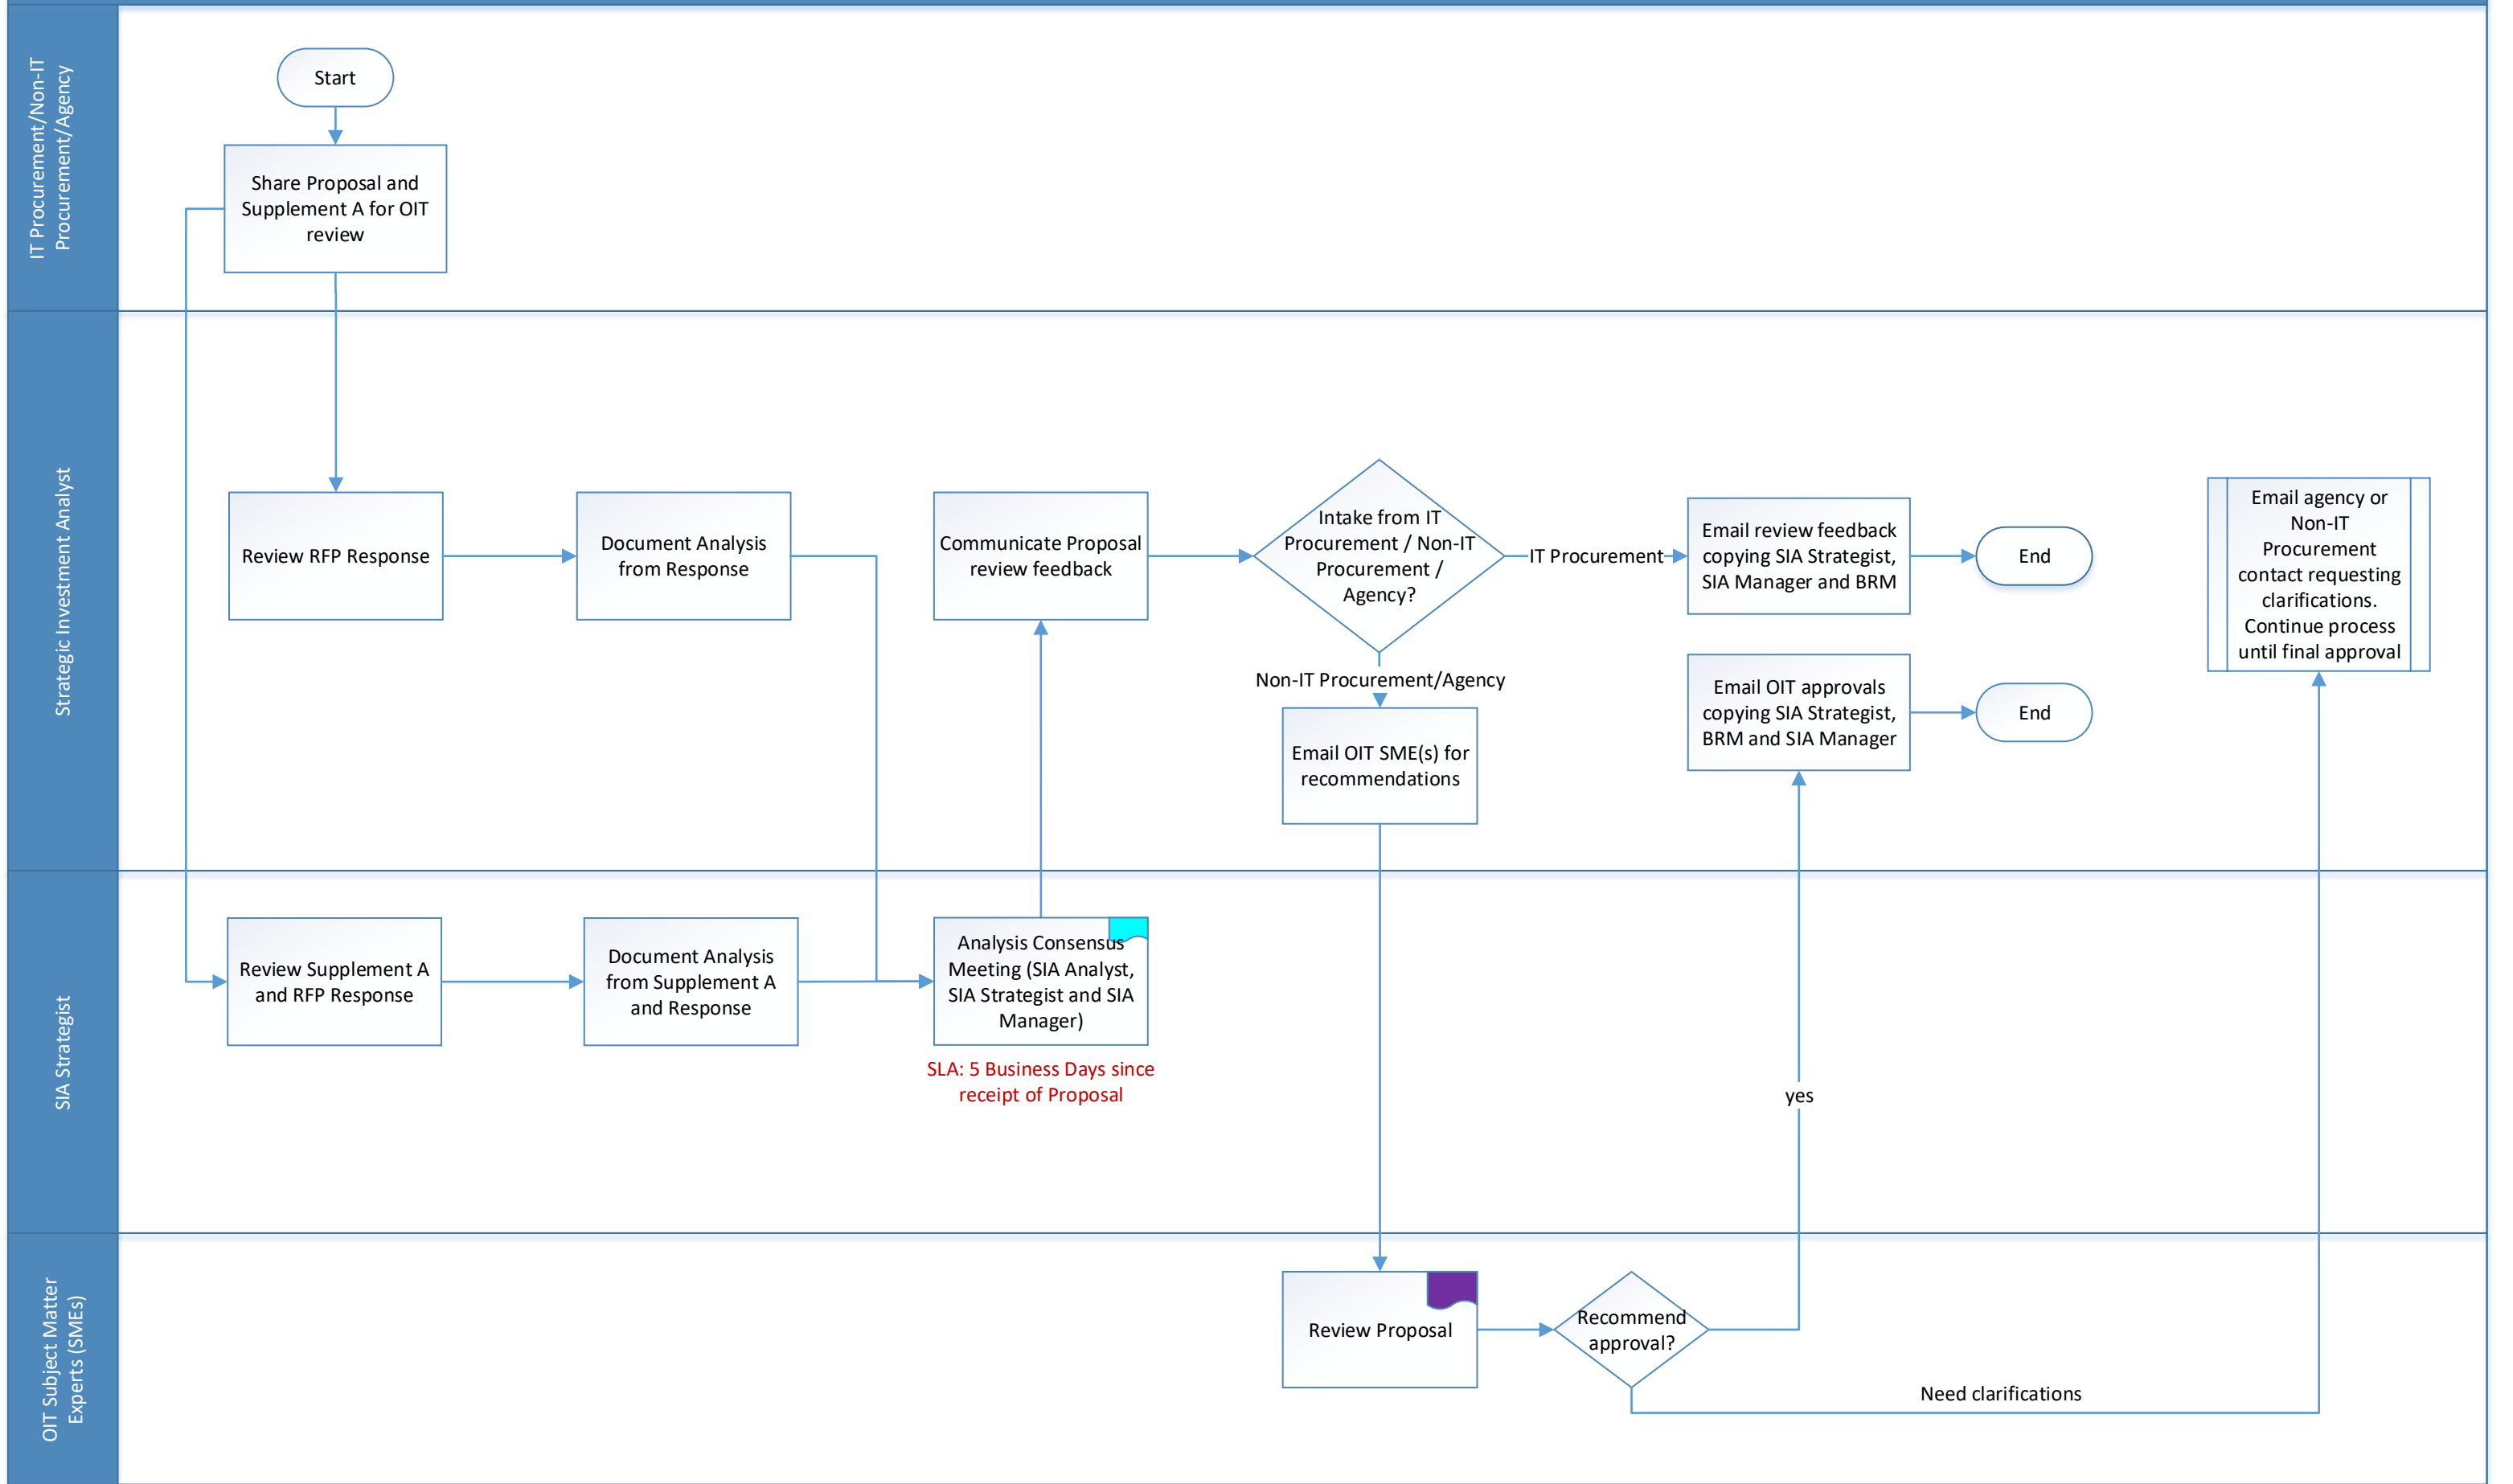 IT Procurement/Non-IT
Procurement/Agency
Start
Share Proposal and
Supplement A for OIT
review
Strategic Investment Analyst
Review RFP Response
Document Analysis
from Response
Communicate Proposal
review feedback
Intake from IT
Procurement / Non-IT
Procurement /
Agency?
IT Procurement
Email review feedback
copying SIA Strategist,
SIA Manager and BRM
End
Email agency or
Non-IT
Procurement
contact requesting
clarifications.
Continue process
until final approval
Non-IT Procurement/Agency
Email OIT SME(s) for
recommendations
Email OIT approvals
copying SIA Strategist,
BRM and SIA Manager
End
SIA Strategist
Review Supplement A
and RFP Response
Document Analysis
from Supplement A
and Response
Analysis Consensus
Meeting (SIA Analyst,
SIA Strategist and SIA
Manager)
SLA: 5 Business Days since
receipt of Proposal
yes
OIT Subject Matter
Experts (SMEs)
Review Proposal
Recommend
approval?
Need clarifications